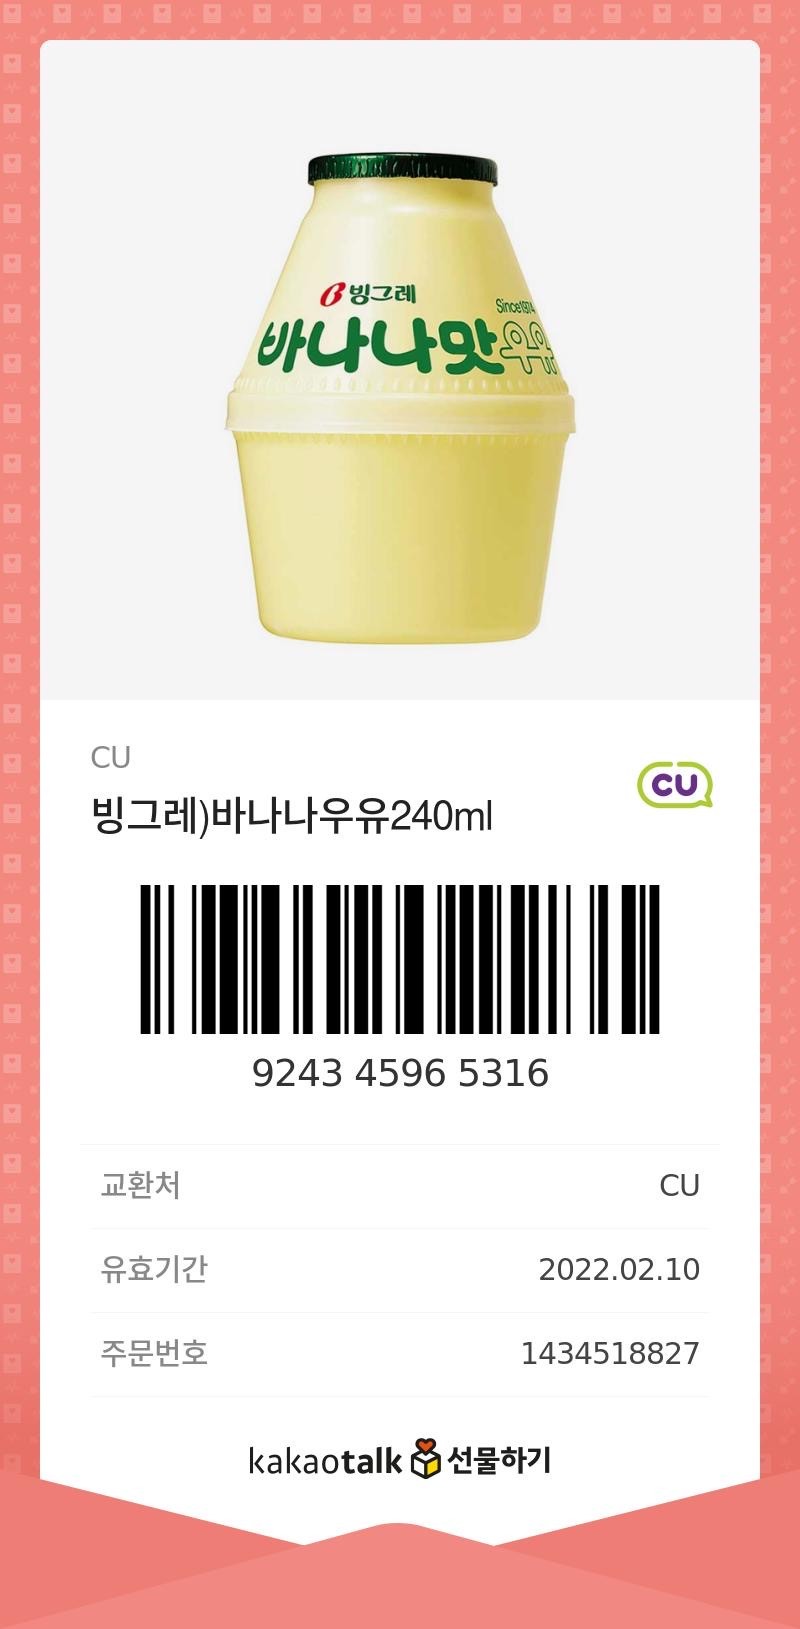 빙그레
Since1974
바나나맛우유
CU
CU
빙그레)바나나우유240ml
9243 4596 5316
교환처 CU
유효기간 2022.02.10
주문번호 1434518827
kakaotalk 선물하기